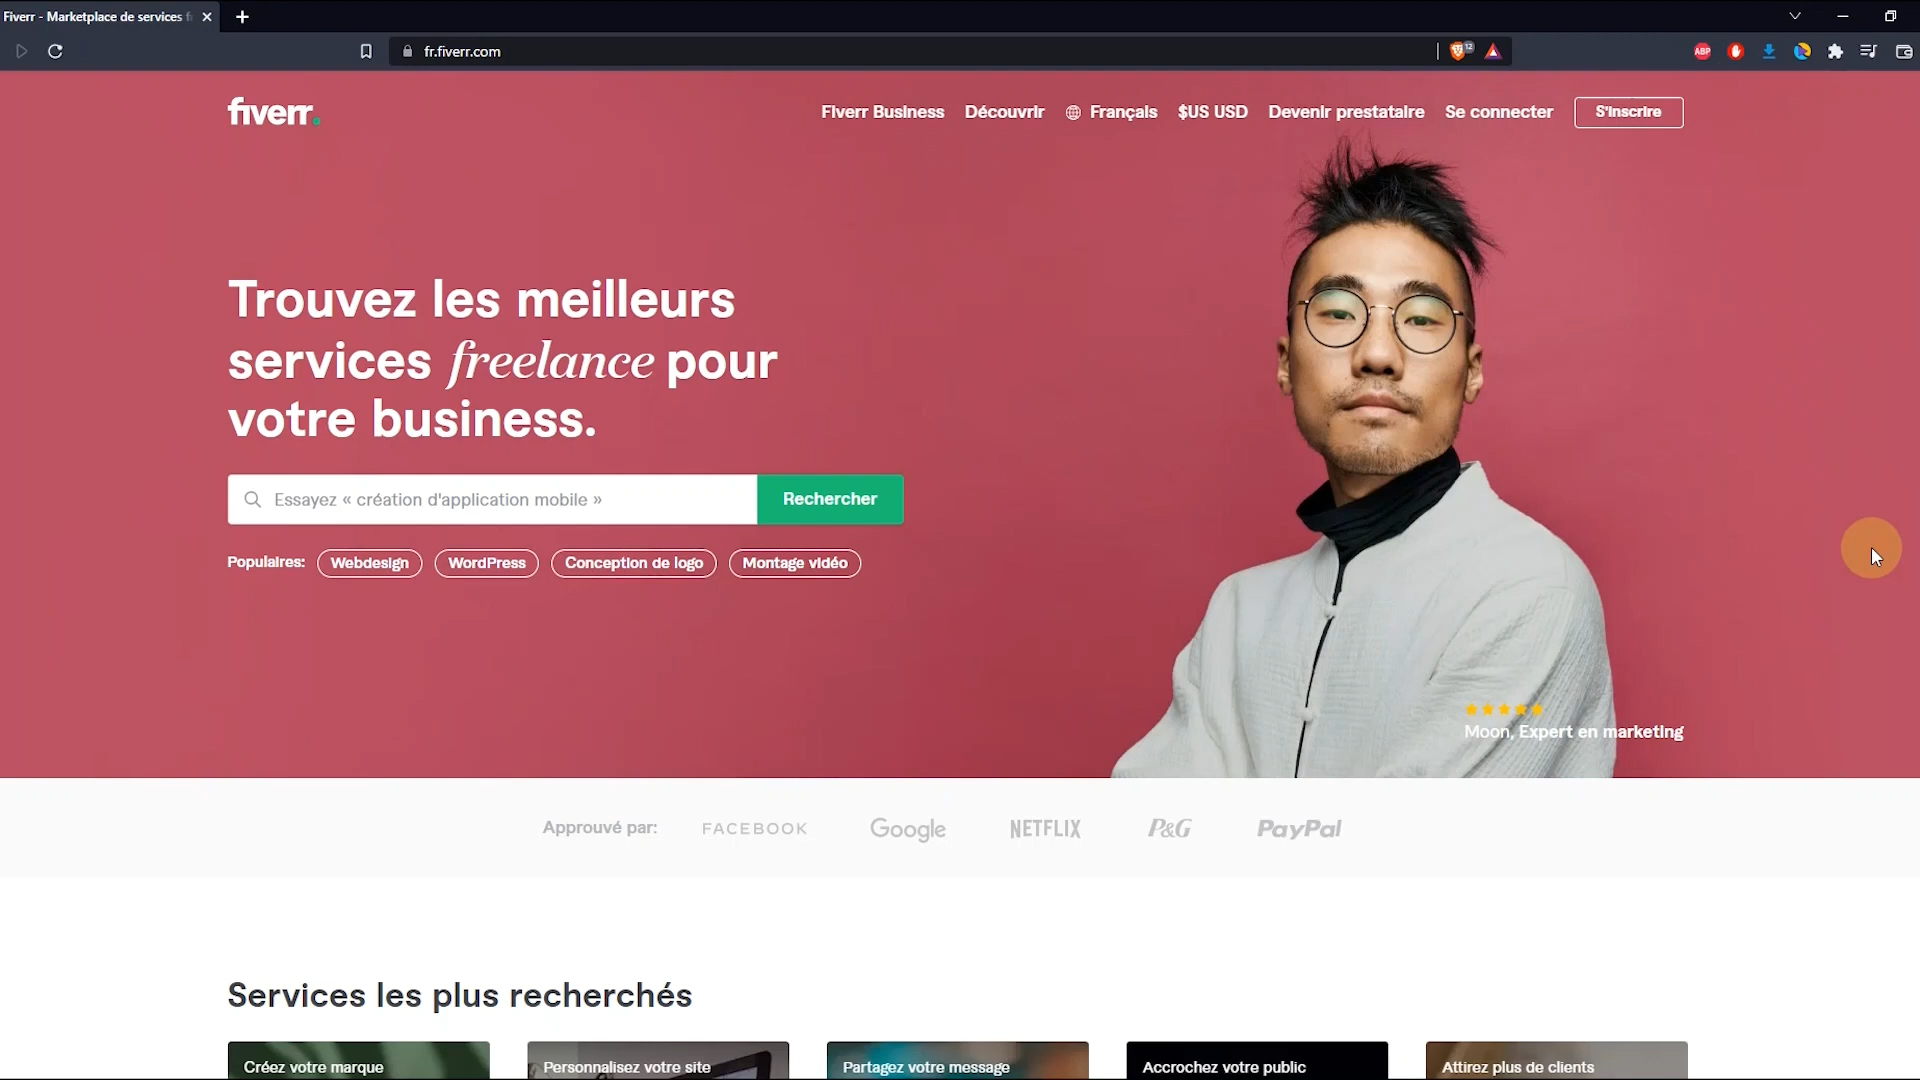 Fiverr - Marketplace de services
fr.fiverr.com
12
ABP
fiverr.
Fiverr Business
Découvrir
Français
$US USD
Devenir prestataire
Se connecter
S'inscrire
Trouvez les meilleurs
services freelance pour
votre business.
Essayez « création d'application mobile »
Rechercher
Populaires:
Webdesign
WordPress
Conception de logo
Montage vidéo
★★★★★
Moon, Expert en marketing
Approuvé par:
FACEBOOK
Google
NETFLIX
P&G
PayPal
Services les plus recherchés
Créez votre marque
Personnalisez votre site
Partagez votre message
Accrochez votre public
Attirez plus de clients